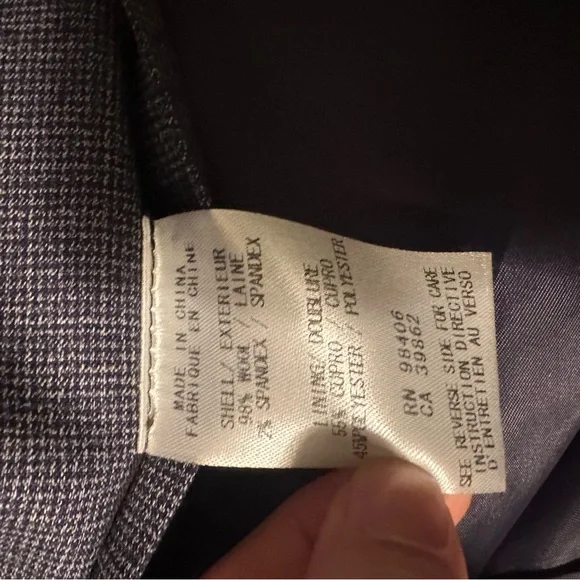 MADE IN CHINA
FABRIQUE EN CHINE
SHELL/ EXTERIEUR
98% WOOL / LAINE
2% SPANDEX / SPANDEX
LINING/ DOUBLURE
55% CUPRO / CUPRO
45%POLYESTER / POLYESTER
RN 98406
CA 39862
SEE REVERSE SIDE FOR CARE
INSTRUCTION DIRECTIVE
D'ENTRETIEN AU VERSO